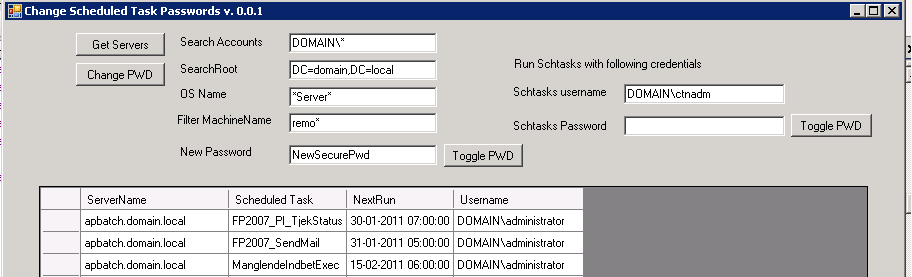 Change Scheduled Task Passwords v. 0.0.1
Get Servers Search Accounts DOMAIN\*
Change PWD SearchRoot DC=domain,DC=local Run Schtasks with following credentials
OS Name *Server* Schtasks username DOMAIN\ctnadm
Filter MachineName remo* Schtasks Password Toggle PWD
New Password NewSecurePwd Toggle PWD
ServerName Scheduled Task NextRun Username
apbatch.domain.local FP2007_PI_TjekStatus 30-01-2011 07:00:00 DOMAIN\administrator
apbatch.domain.local FP2007_SendMail 31-01-2011 05:00:00 DOMAIN\administrator
apbatch.domain.local ManglendeIndbetExec 15-02-2011 06:00:00 DOMAIN\administrator